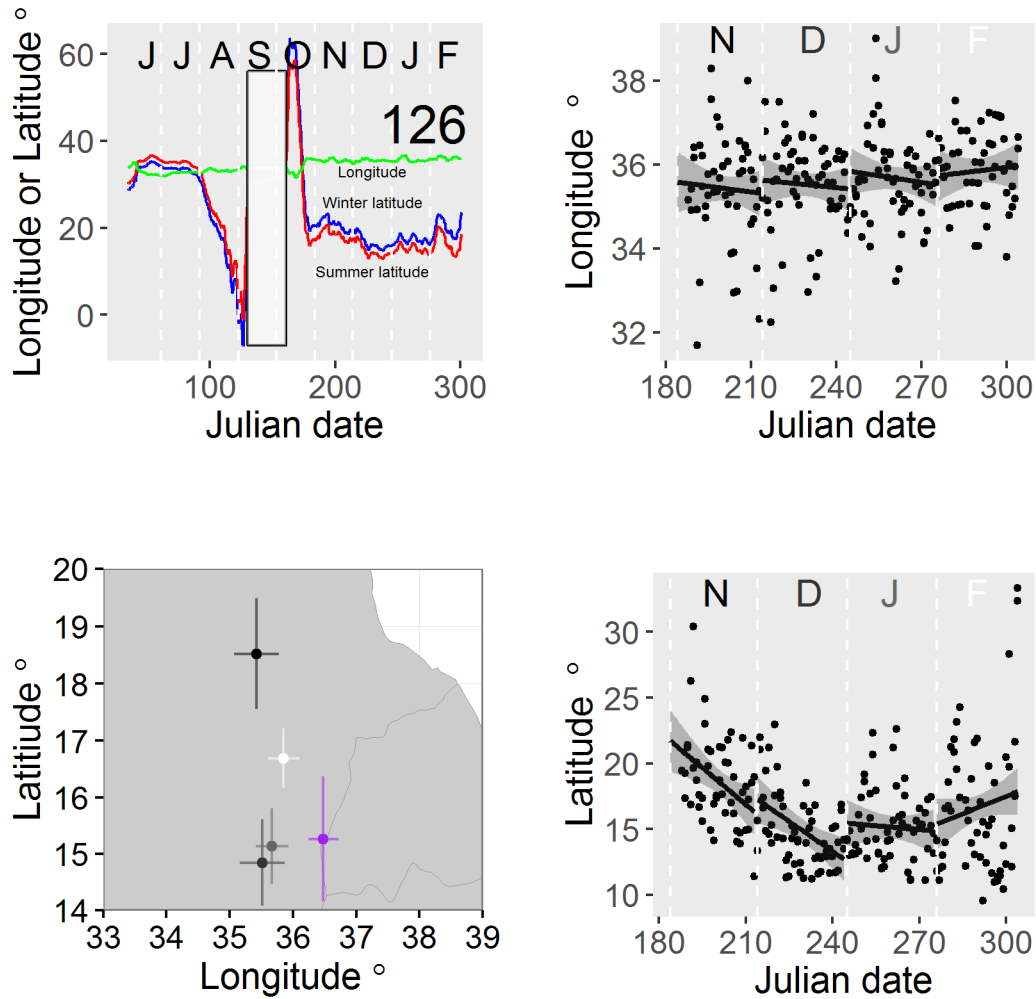 Longitude or Latitude °
60
40
20
0
J J A S O N D J F
126
Longitude
Winter latitude
Summer latitude
100 200 300
Julian date
Longitude °
38
36
34
32
N D J F
180 210 240 270 300
Julian date
Latitiude °
20
19
18
17
16
15
14
33 34 35 36 37 38 39
Longitude °
Latitude °
30
25
20
15
10
N D J F
180 210 240 270 300
Julian date